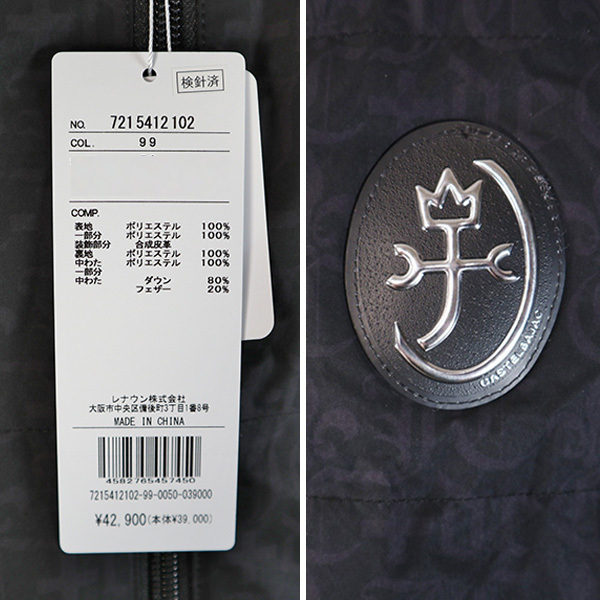 検針済
NO. 7215412102
COL. 99
COMP.
表地 ポリエステル 100%
一部分 ポリエステル 100%
装飾部分 合成皮革
裏地 ポリエステル 100%
中わた ポリエステル 100%
一部分
中わた ダウン 80%
フェザー 20%
レナウン株式会社
大阪市中央区備後町3丁目1番8号
MADE IN CHINA
4582765457450
7215412102-99-0050-039000
¥42,900(本体¥39,000)
CASTELBAJAC